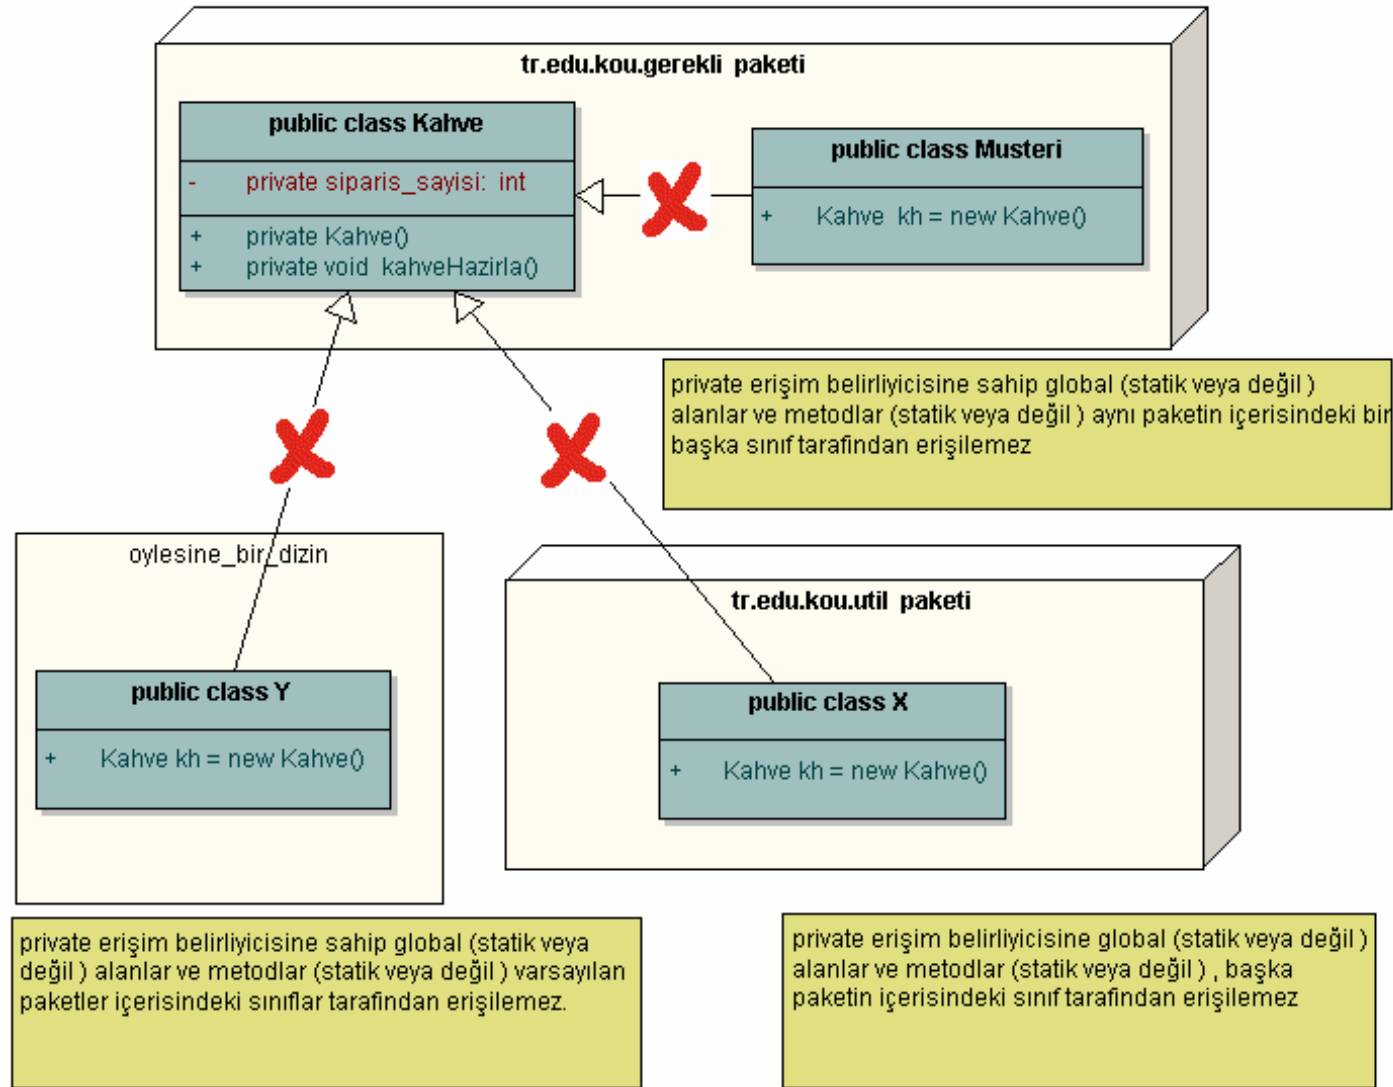 tr.edu.kou.gerekli paketi
public class Kahve
- private siparis_sayisi: int
+ private Kahve()
+ private void kahveHazirla()
public class Musteri
+ Kahve kh = new Kahve()
private erişim belirliyicisine sahip global (statik veya değil )
alanlar ve metodlar (statik veya değil ) aynı paketin içerisindeki bir
başka sınıf tarafindan erişilemez
oylesine_bir_dizin
public class Y
+ Kahve kh = new Kahve()
tr.edu.kou.util paketi
public class X
+ Kahve kh = new Kahve()
private erişim belirliyicisine sahip global (statik veya
değil ) alanlar ve metodlar (statik veya değil ) varsayılan
paketler içerisindeki sınıflar tarafindan erişilemez.
private erişim belirliyicisine global (statik veya değil )
alanlar ve metodlar (statik veya değil ) , başka
paketin içerisindeki sınıf tarafindan erişilemez